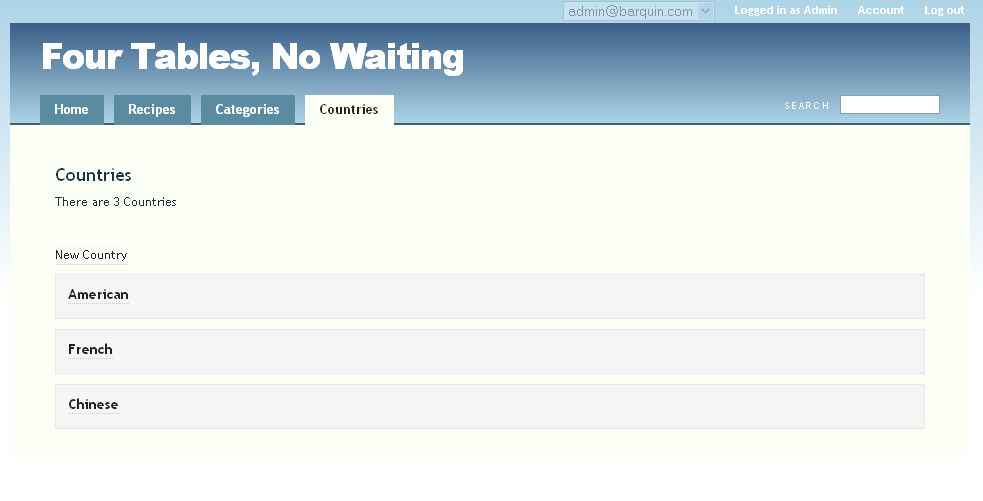 admin@barquin.com Logged in as Admin Account Log out
Four Tables, No Waiting
Home Recipes Categories Countries SEARCH
Countries
There are 3 Countries
New Country
American
French
Chinese